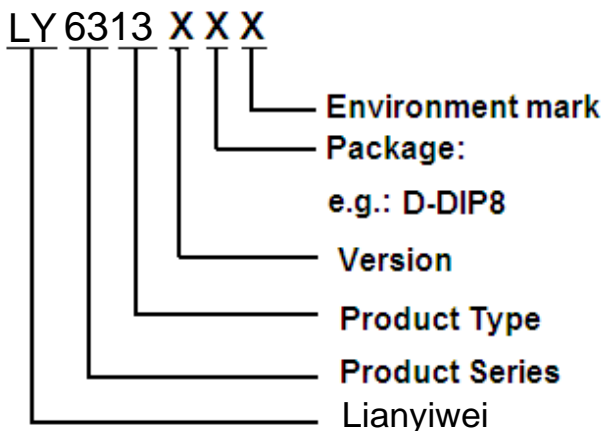 LY 6313 X X X
Environment mark
Package:
e.g.: D-DIP8
Version
Product Type
Product Series
Lianyiwei